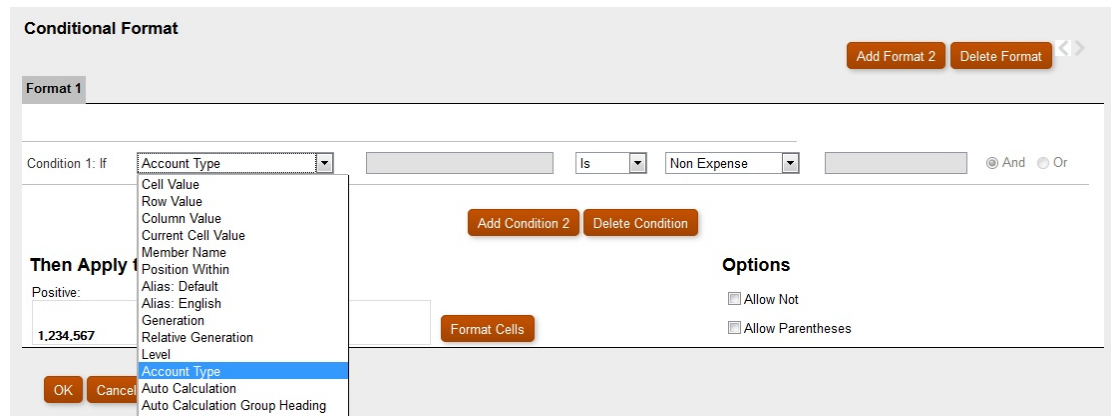 Conditional Format
Add Format 2 Delete Format
Format 1
Condition 1: If Account Type Is Non Expense And Or
Cell Value
Row Value
Column Value
Current Cell Value
Member Name
Position Within
Alias: Default
Alias: English
Generation
Relative Generation
Level
Account Type
Auto Calculation
Auto Calculation Group Heading
Add Condition 2 Delete Condition
Then Apply
Options
Positive:
Allow Not
1,234,567
Format Cells
Allow Parentheses
OK Cancel